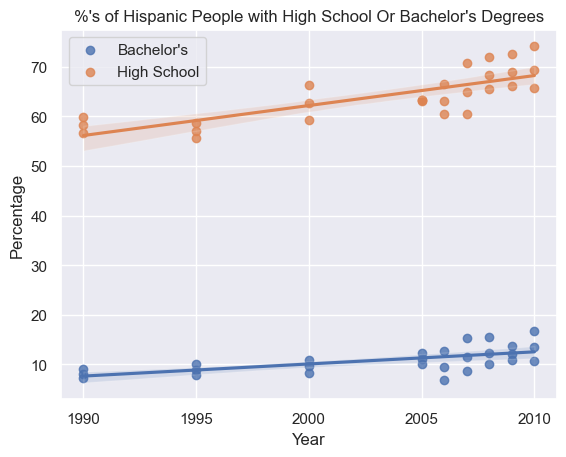 %'s of Hispanic People with High School Or Bachelor's Degrees
Bachelor's
High School
70
60
50
40
30
20
10
Percentage
1990 1995 2000 2005 2010
Year